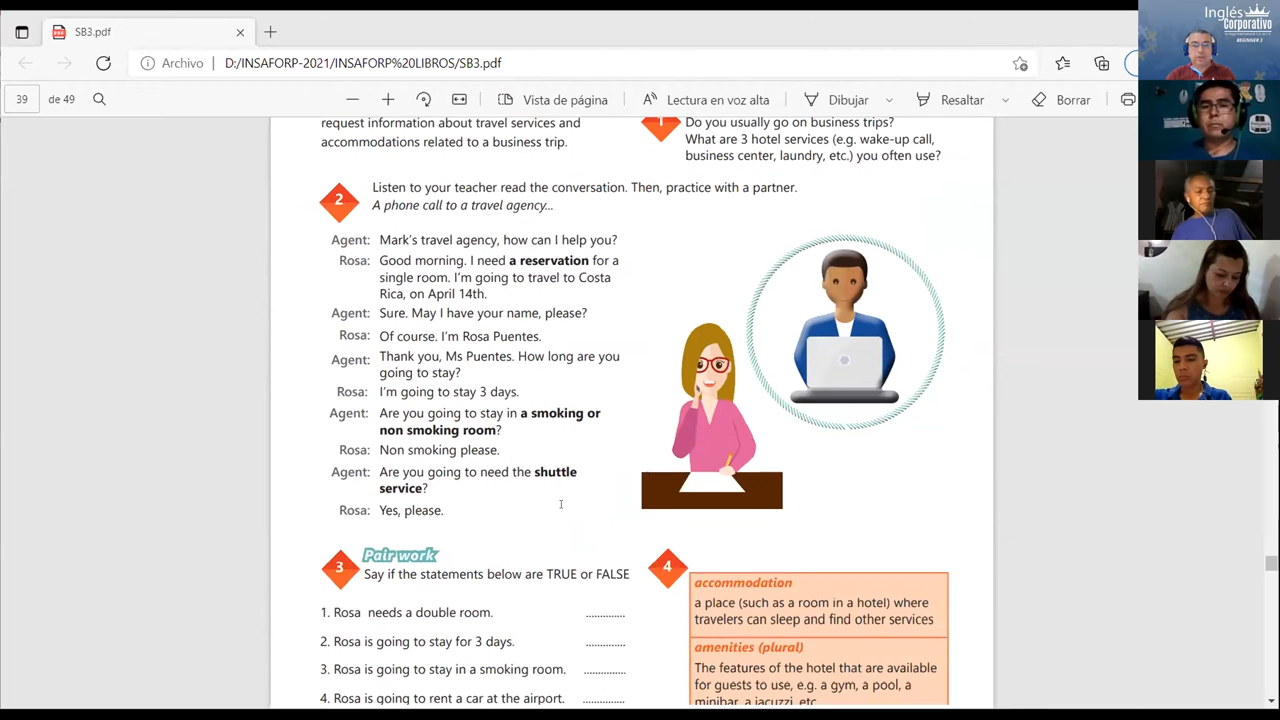 SB3.pdf
Archivo
D:/INSAFORP-2021/INSAFORP%20LIBROS/SB3.pdf
39 de 49
Vista de página
Lectura en voz alta
Dibujar
Resaltar
Borrar
Inglés
Corporativo
BEGINNER 3
request information about travel services and
accommodations related to a business trip.
1
Do you usually go on business trips?
What are 3 hotel services (e.g. wake-up call,
business center, laundry, etc.) you often use?
2
Listen to your teacher read the conversation. Then, practice with a partner.
A phone call to a travel agency...
Agent: Mark's travel agency, how can I help you?
Rosa: Good morning. I need a reservation for a
single room. I'm going to travel to Costa
Rica, on April 14th.
Agent: Sure. May I have your name, please?
Rosa: Of course. I'm Rosa Puentes.
Agent: Thank you, Ms Puentes. How long are you
going to stay?
Rosa: I'm going to stay 3 days.
Agent: Are you going to stay in a smoking or
non smoking room?
Rosa: Non smoking please.
Agent: Are you going to need the shuttle
service?
Rosa: Yes, please.
3
Pair work
Say if the statements below are TRUE or FALSE
1. Rosa needs a double room. .............
2. Rosa is going to stay for 3 days. .............
3. Rosa is going to stay in a smoking room. .............
4. Rosa is going to rent a car at the airport. .............
4
accommodation
a place (such as a room in a hotel) where
travelers can sleep and find other services
amenities (plural)
The features of the hotel that are available
for guests to use, e.g. a gym, a pool, a
minibar, a jacuzzi, etc.